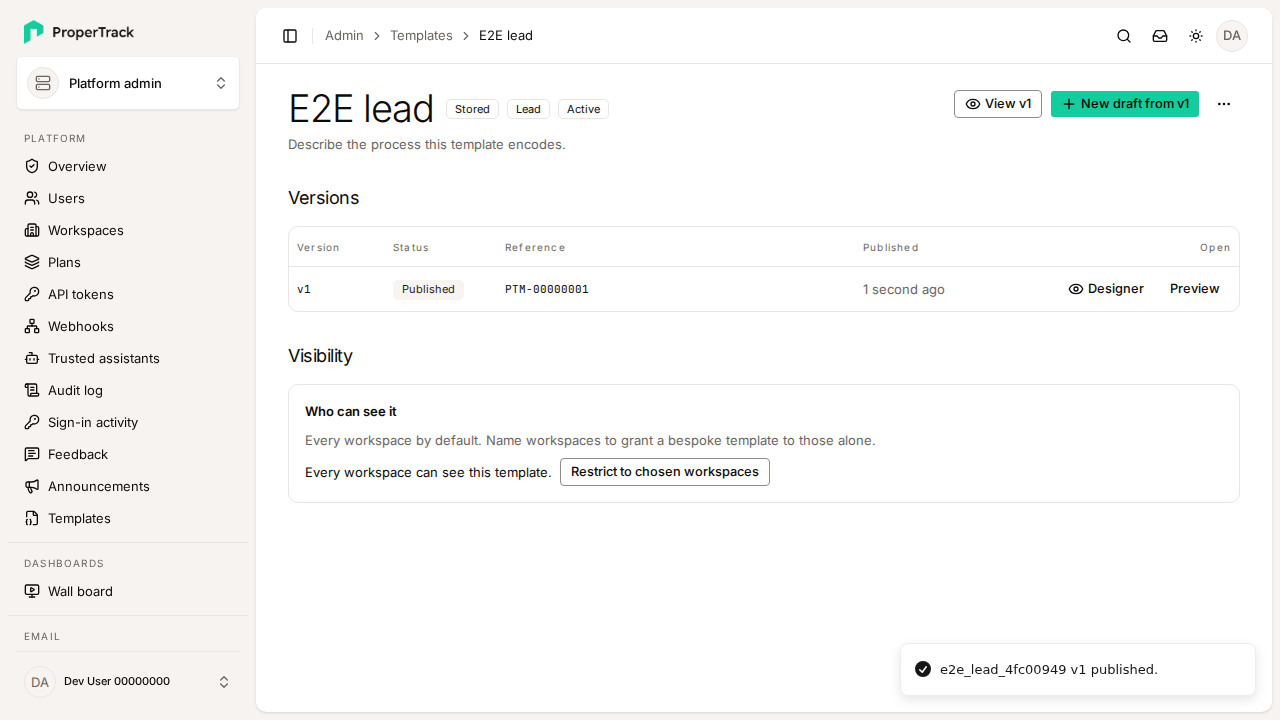 ProperTrack
Platform admin
PLATFORM
Overview
Users
Workspaces
Plans
API tokens
Webhooks
Trusted assistants
Audit log
Sign-in activity
Feedback
Announcements
Templates
DASHBOARDS
Wall board
EMAIL
DA Dev User 00000000
Admin Templates E2E lead
DA
E2E lead Stored Lead Active
View v1 New draft from v1
Describe the process this template encodes.
Versions
Version Status Reference Published Open
v1 Published PTM-00000001 1 second ago Designer Preview
Visibility
Who can see it
Every workspace by default. Name workspaces to grant a bespoke template to those alone.
Every workspace can see this template. Restrict to chosen workspaces
e2e_lead_4fc00949 v1 published.